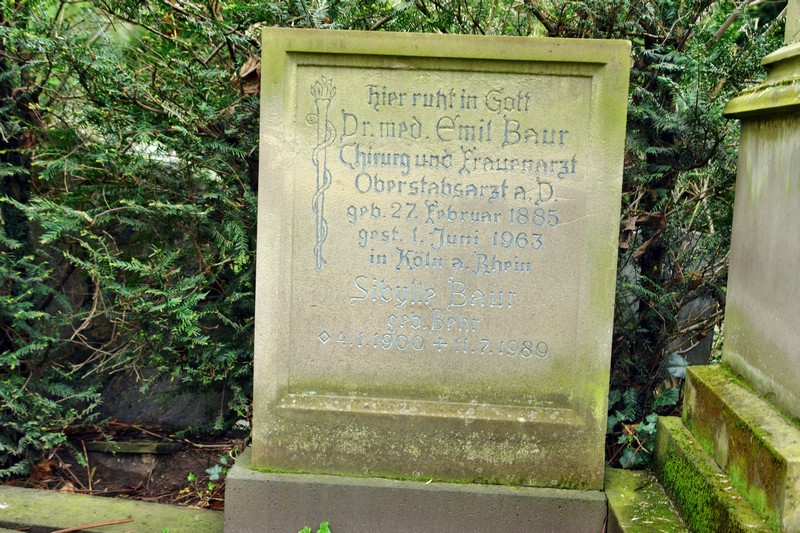 Hier ruht in Gott
Dr. med. Emil Baur
Chirurg und Frauenarzt
Oberstabsarzt a. D.
geb. 27. Februar 1885
gest. 1. Juni 1963
in Köln a. Rhein
Sibylle Baur
geb. Behr
4.1.1900 + 11.7.1989